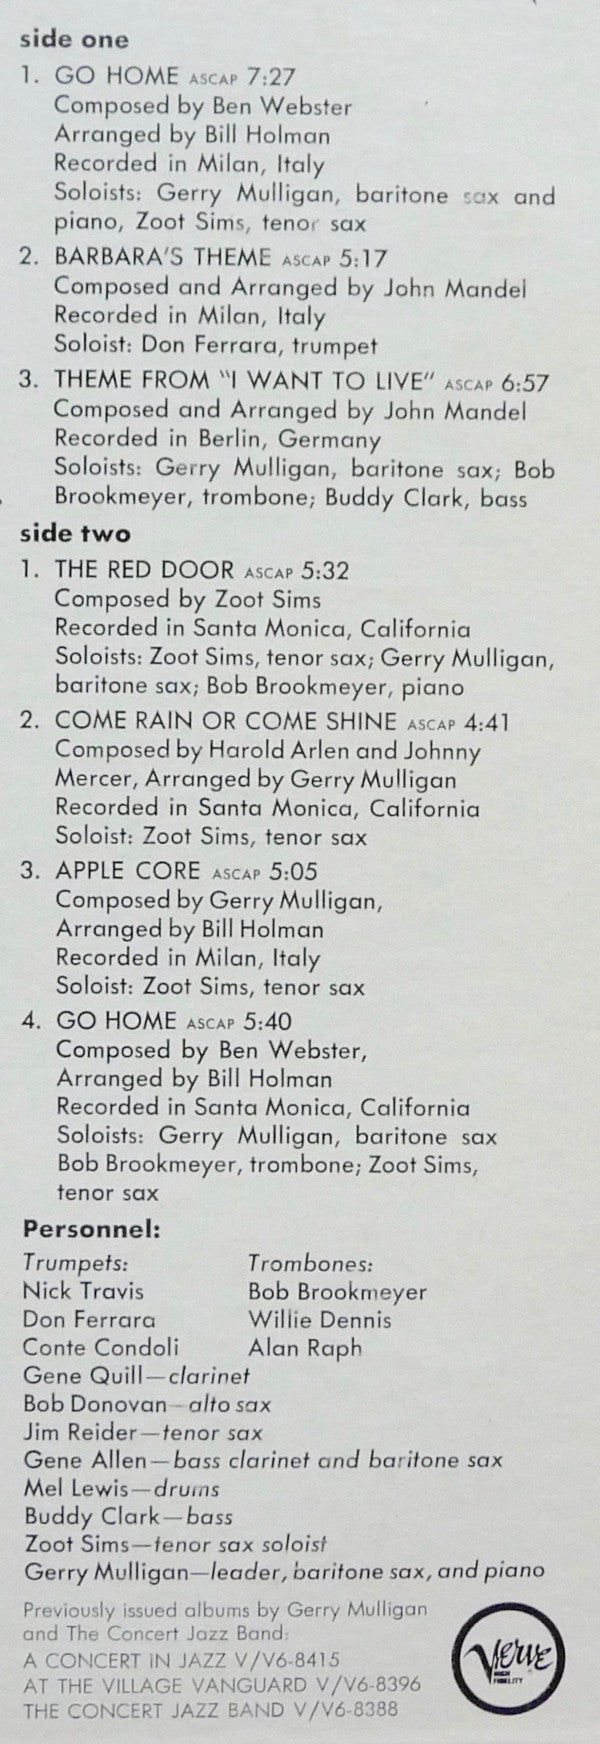 side one
1. GO HOME ASCAP 7:27
Composed by Ben Webster
Arranged by Bill Holman
Recorded in Milan, Italy
Soloists: Gerry Mulligan, baritone sax and
piano, Zoot Sims, tenor sax
2. BARBARA'S THEME ASCAP 5:17
Composed and Arranged by John Mandel
Recorded in Milan, Italy
Soloist: Don Ferrara, trumpet
3. THEME FROM "I WANT TO LIVE" ASCAP 6:57
Composed and Arranged by John Mandel
Recorded in Berlin, Germany
Soloists: Gerry Mulligan, baritone sax; Bob
Brookmeyer, trombone; Buddy Clark, bass
side two
1. THE RED DOOR ASCAP 5:32
Composed by Zoot Sims
Recorded in Santa Monica, California
Soloists: Zoot Sims, tenor sax; Gerry Mulligan,
baritone sax; Bob Brookmeyer, piano
2. COME RAIN OR COME SHINE ASCAP 4:41
Composed by Harold Arlen and Johnny
Mercer, Arranged by Gerry Mulligan
Recorded in Santa Monica, California
Soloist: Zoot Sims, tenor sax
3. APPLE CORE ASCAP 5:05
Composed by Gerry Mulligan,
Arranged by Bill Holman
Recorded in Milan, Italy
Soloist: Zoot Sims, tenor sax
4. GO HOME ASCAP 5:40
Composed by Ben Webster,
Arranged by Bill Holman
Recorded in Santa Monica, California
Soloists: Gerry Mulligan, baritone sax
Bob Brookmeyer, trombone; Zoot Sims,
tenor sax
Personnel:
Trumpets: Trombones:
Nick Travis Bob Brookmeyer
Don Ferrara Willie Dennis
Conte Condoli Alan Raph
Gene Quill—clarinet
Bob Donovan—alto sax
Jim Reider—tenor sax
Gene Allen—bass clarinet and baritone sax
Mel Lewis—drums
Buddy Clark—bass
Zoot Sims—tenor sax soloist
Gerry Mulligan—leader, baritone sax, and piano
Previously issued albums by Gerry Mulligan
and The Concert Jazz Band:
A CONCERT IN JAZZ V/V6-8415
AT THE VILLAGE VANGUARD V/V6-8396
THE CONCERT JAZZ BAND V/V6-8388
VERVE
HIGH
FIDELITY